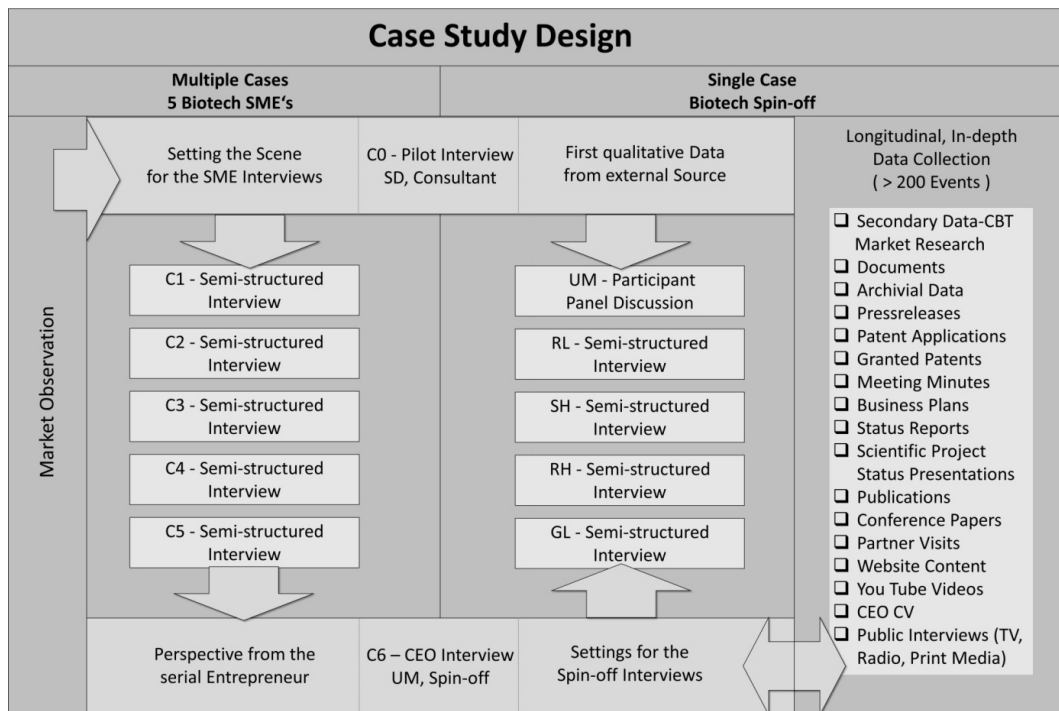 Case Study Design
Multiple Cases
5 Biotech SME‘s
Single Case
Biotech Spin-off
Market Observation
Setting the Scene
for the SME Interviews
C0 - Pilot Interview
SD, Consultant
First qualitative Data
from external Source
C1 - Semi-structured
Interview
C2 - Semi-structured
Interview
C3 - Semi-structured
Interview
C4 - Semi-structured
Interview
C5 - Semi-structured
Interview
UM - Participant
Panel Discussion
RL - Semi-structured
Interview
SH - Semi-structured
Interview
RH - Semi-structured
Interview
GL - Semi-structured
Interview
Perspective from the
serial Entrepreneur
C6 – CEO Interview
UM, Spin-off
Settings for the
Spin-off Interviews
Longitudinal, In-depth
Data Collection
( > 200 Events )
❑ Secondary Data-CBT
Market Research
❑ Documents
❑ Archivial Data
❑ Pressreleases
❑ Patent Applications
❑ Granted Patents
❑ Meeting Minutes
❑ Business Plans
❑ Status Reports
❑ Scientific Project
Status Presentations
❑ Publications
❑ Conference Papers
❑ Partner Visits
❑ Website Content
❑ You Tube Videos
❑ CEO CV
❑ Public Interviews (TV,
Radio, Print Media)